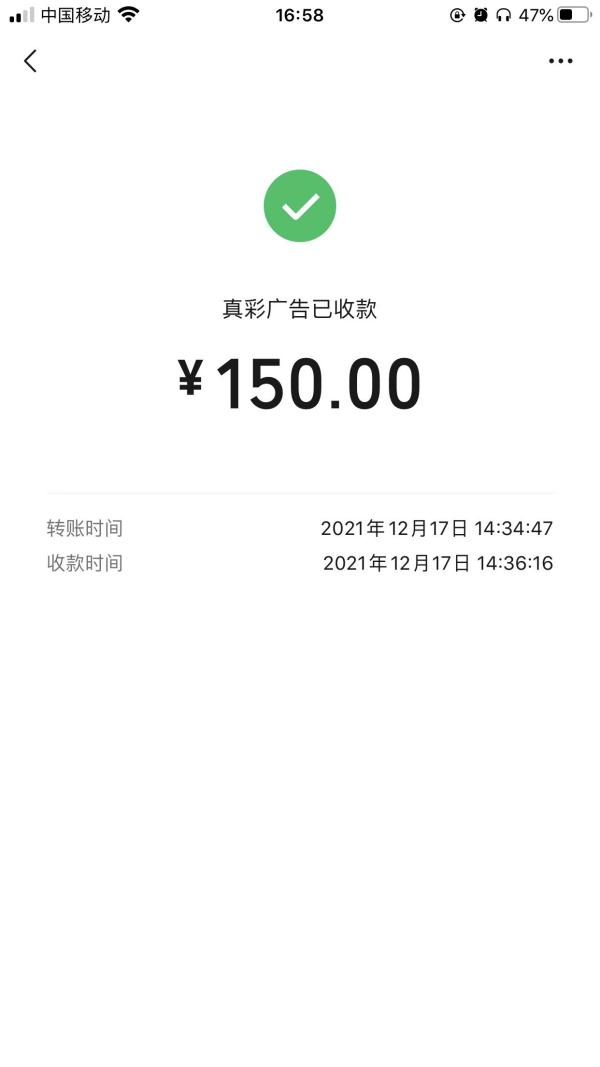 中国移动 16:58 47%
真彩广告已收款
¥150.00
转账时间 2021年12月17日 14:34:47
收款时间 2021年12月17日 14:36:16